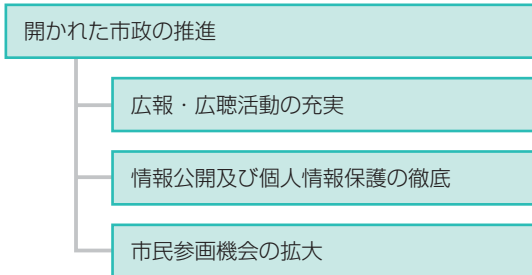 開かれた市政の推進
広報・広聴活動の充実
情報公開及び個人情報保護の徹底
市民参画機会の拡大